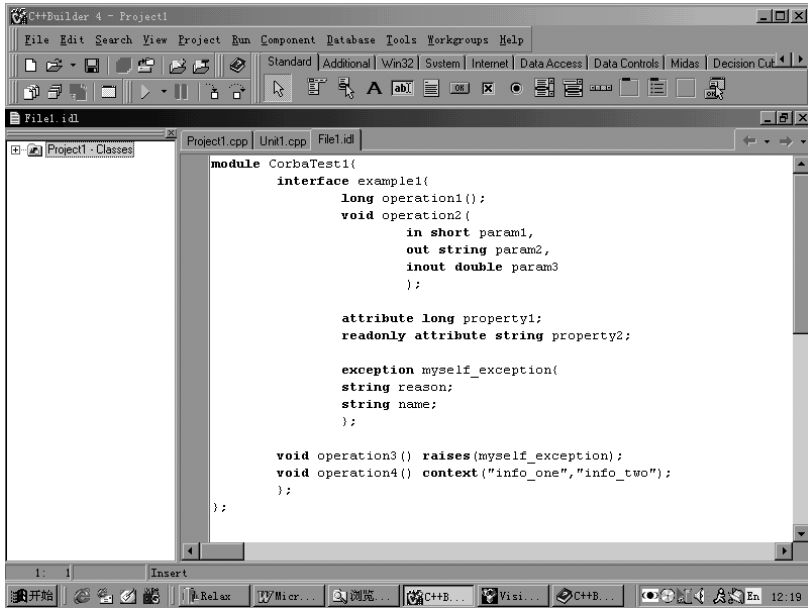 C++Builder 4 - Project1
File Edit Search View Project Run Component Database Tools Workgroups Help
Standard Additional Win32 System Internet Data Access Data Controls Midas Decision Cub
File1.idl
Project1 - Classes
Project1.cpp Unit1.cpp File1.idl
module CorbaTest1{
interface example1{
long operation1();
void operation2(
in short param1,
out string param2,
inout double param3
);
attribute long property1;
readonly attribute string property2;
exception myself_exception{
string reason;
string name;
};
void operation3() raises(myself_exception);
void operation4() context("info_one","info_two");
};
};
1: 1 Insert
开始 Relax Micr... 浏览... C++B... Visi... C++B... En 12:19